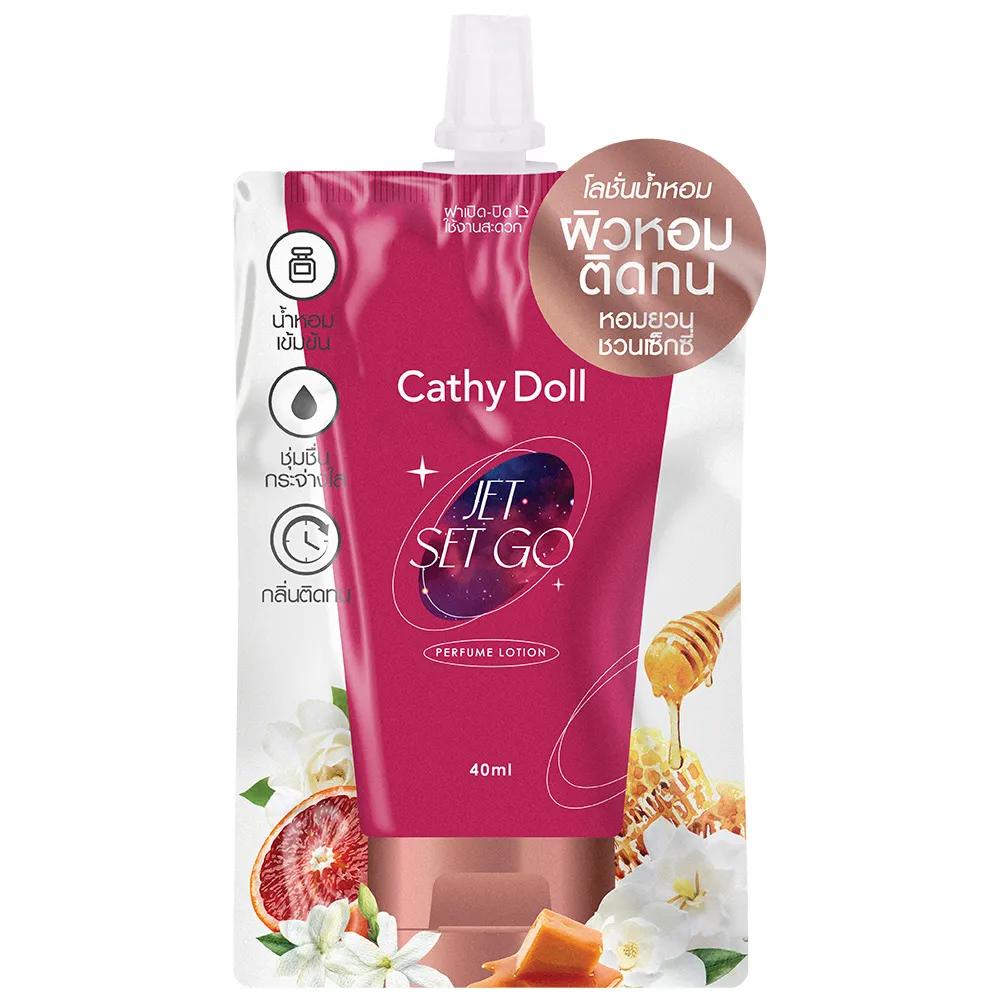 ฝาเปิด-ปิด
ใช้งานสะดวก
โลชั่นน้ำหอม
ผิวหอม
ติดทน
หอมยวน
ชวนเซ็กซี่
น้ำหอม
เข้มข้น
ชุ่มชื่น
กระจ่างใส
กลิ่นติดทน
Cathy Doll
JET
SET GO
PERFUME LOTION
40ml